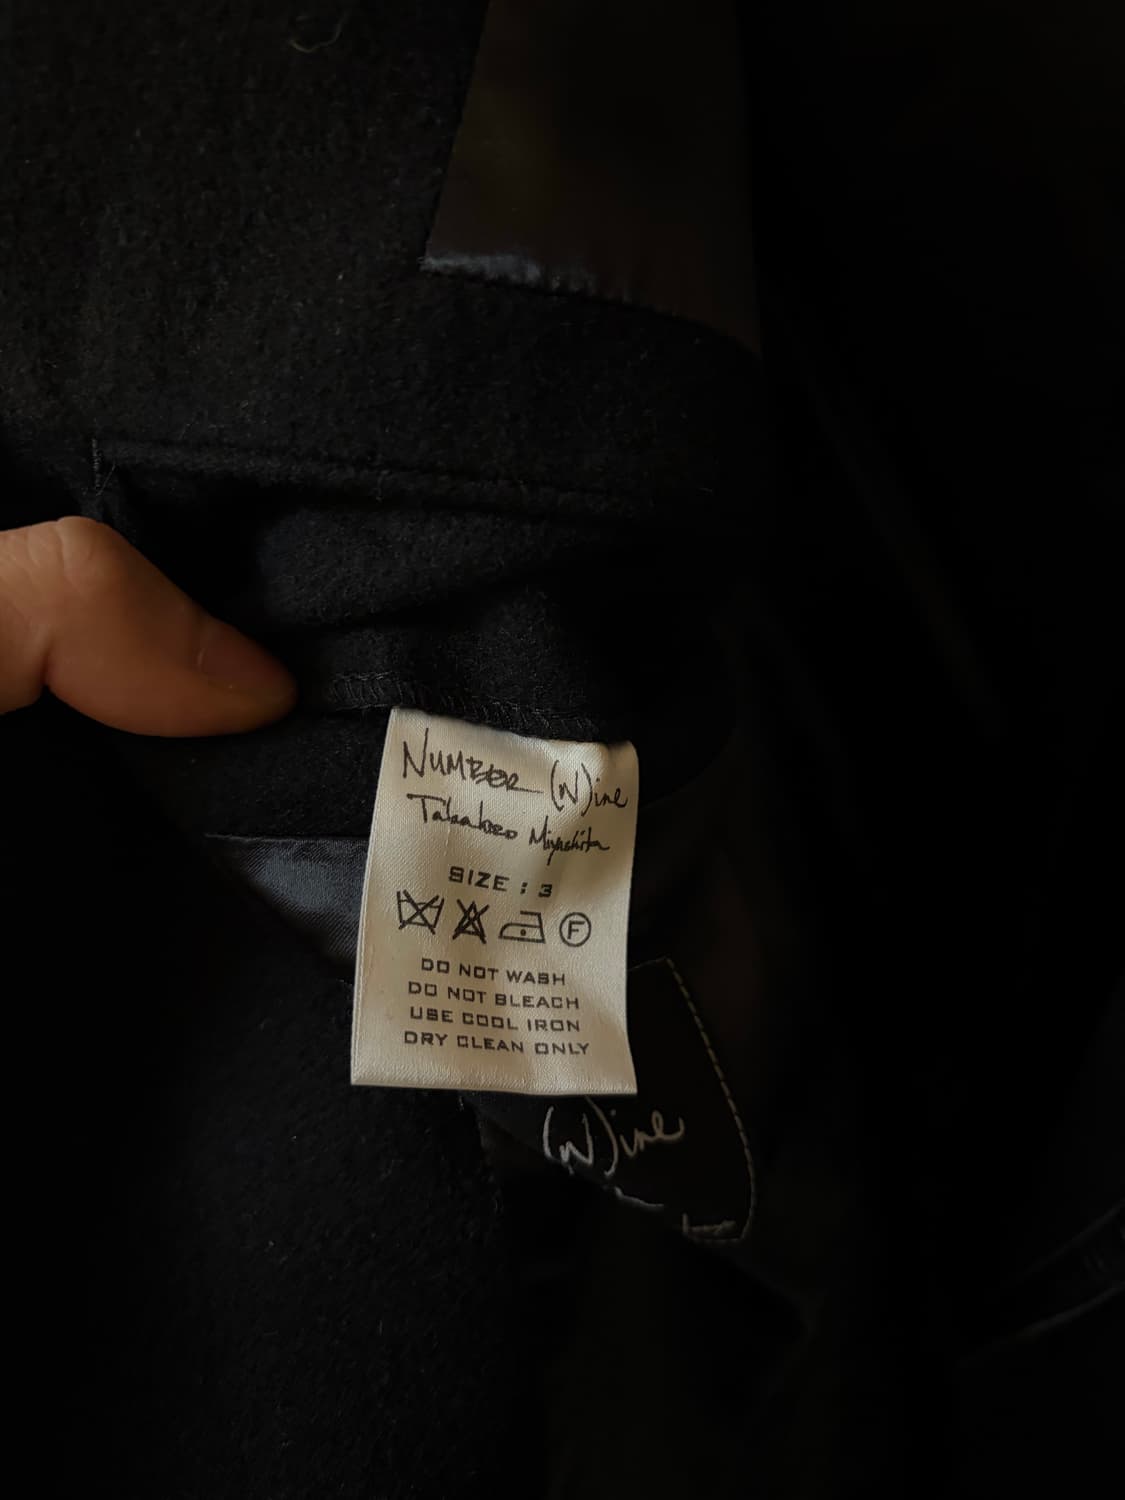 NUMBER (N)ine
Takahiro Miyashita
SIZE : 3
F
DO NOT WASH
DO NOT BLEACH
USE COOL IRON
DRY CLEAN ONLY
(N)ine